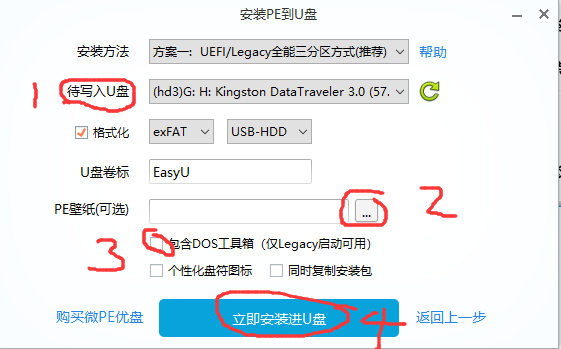 安装PE到U盘
安装方法 方案一：UEFI/Legacy全能三分区方式(推荐) 帮助
1 待写入U盘 (hd3)G: H: Kingston DataTraveler 3.0 (57.
格式化 exFAT USB-HDD
U盘卷标 EasyU
PE壁纸(可选) ... 2
3 包含DOS工具箱（仅Legacy启动可用）
个性化盘符图标 同时复制安装包
购买微PE优盘 立即安装进U盘 4 返回上一步